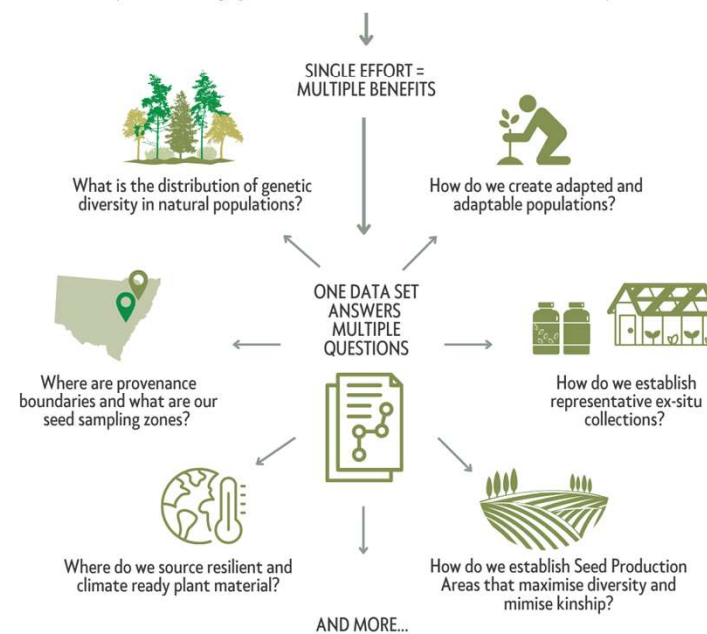 SINGLE EFFORT =
MULTIPLE BENEFITS
What is the distribution of genetic
diversity in natural populations?
How do we create adapted and
adaptable populations?
ONE DATA SET
ANSWERS
MULTIPLE
QUESTIONS
Where are provenance
boundaries and what are our
seed sampling zones?
How do we establish
representative ex-situ
collections?
Where do we source resilient and
climate ready plant material?
How do we establish Seed Production
Areas that maximise diversity and
mimise kinship?
AND MORE...